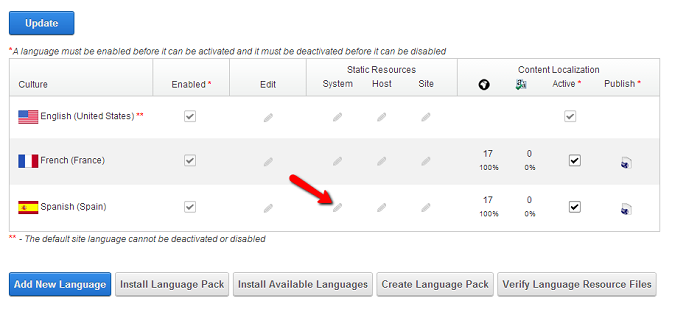 Update
*A language must be enabled before it can be activated and it must be deactivated before it can be disabled
Static Resources Content Localization
Culture Enabled * Edit System Host Site Active * Publish *
English (United States) **
French (France) 17 100% 0 0%
Spanish (Spain) 17 100% 0 0%
** - The default site language cannot be deactivated or disabled
Add New Language Install Language Pack Install Available Languages Create Language Pack Verify Language Resource Files